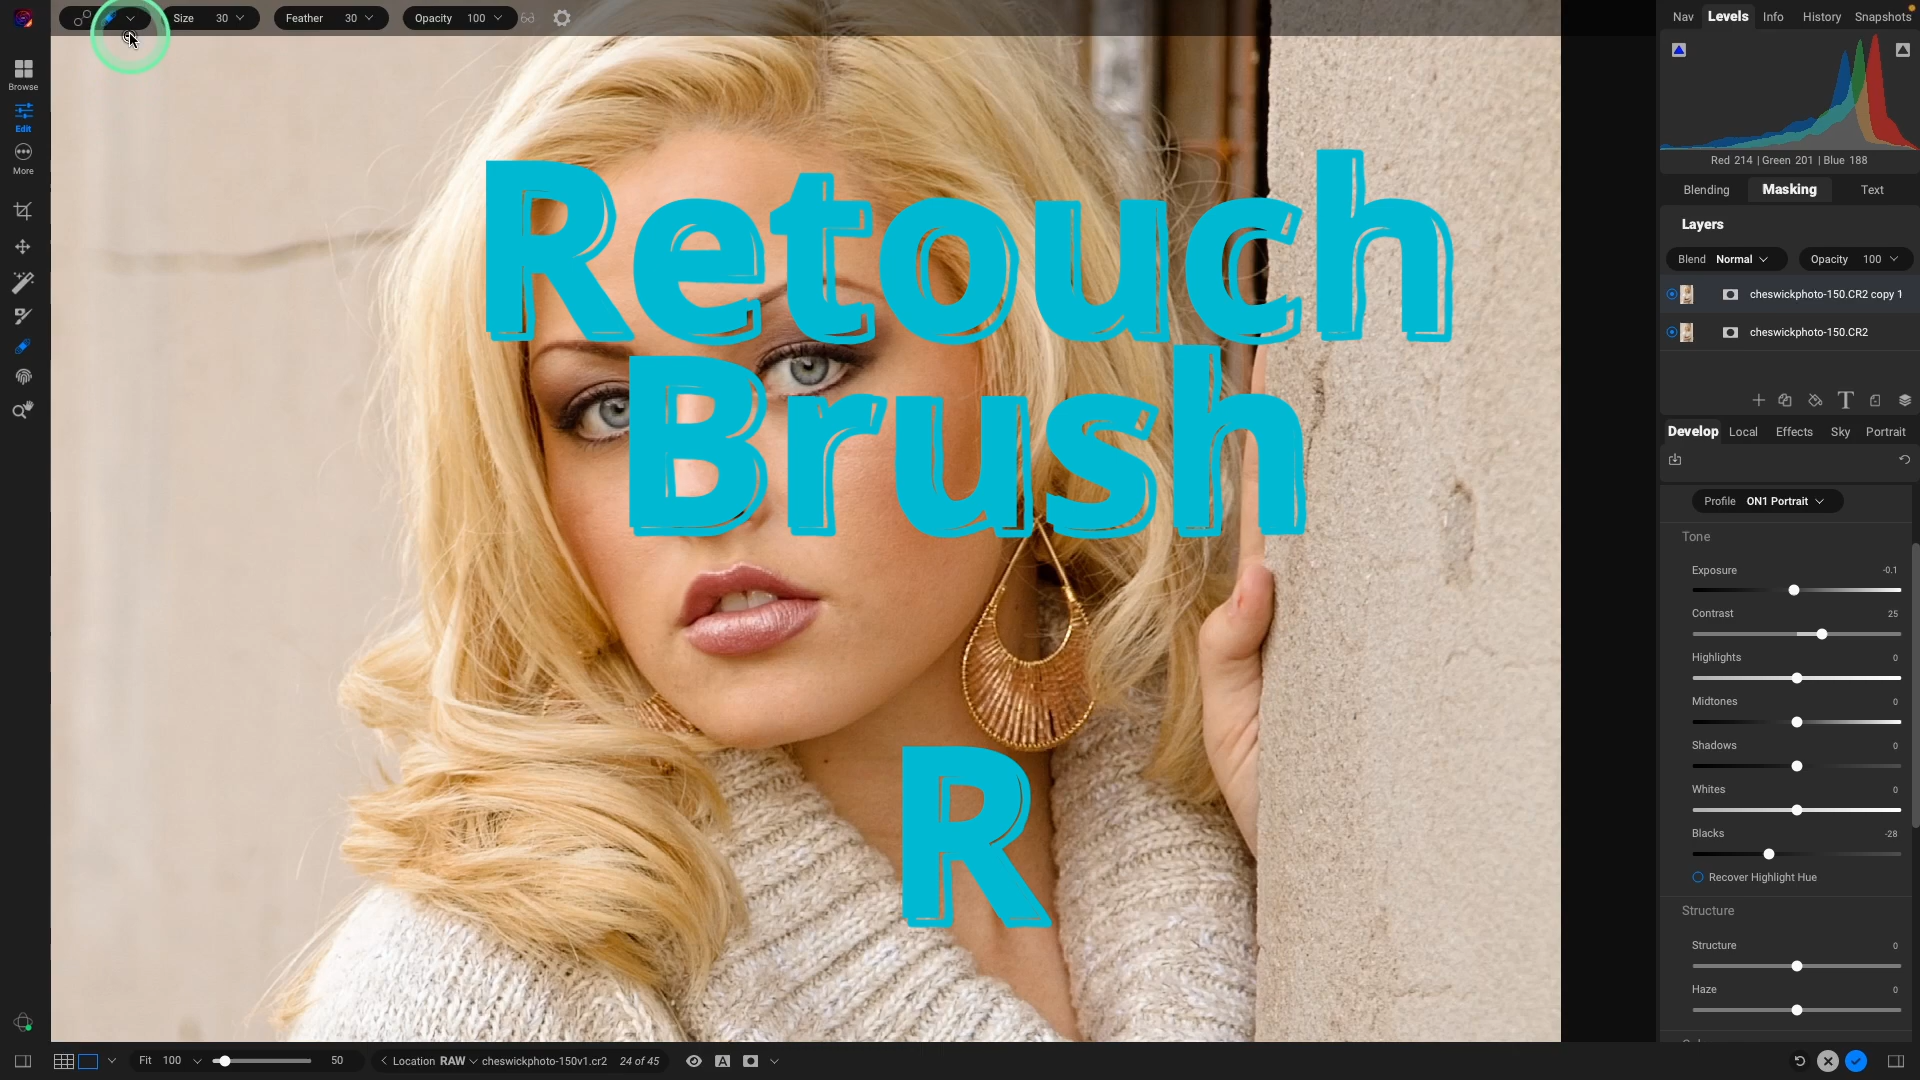 Size 30 Feather 30 Opacity 100
Nav Levels Info History Snapshots
Browse
Edit
More
Red 214 | Green 201 | Blue 188
Blending Masking Text
Layers
Blend Normal Opacity 100
cheswickphoto-150.CR2 copy 1
cheswickphoto-150.CR2
T
Develop Local Effects Sky Portrait
Profile ON1 Portrait
Tone
Exposure -0.1
Contrast 25
Highlights 0
Midtones 0
Shadows 0
Whites 0
Blacks -28
Recover Highlight Hue
Structure
Structure 0
Haze 0
Retouch
Brush
R
Fit 100 50 Location RAW cheswickphoto-150v1.cr2 24 of 45 A